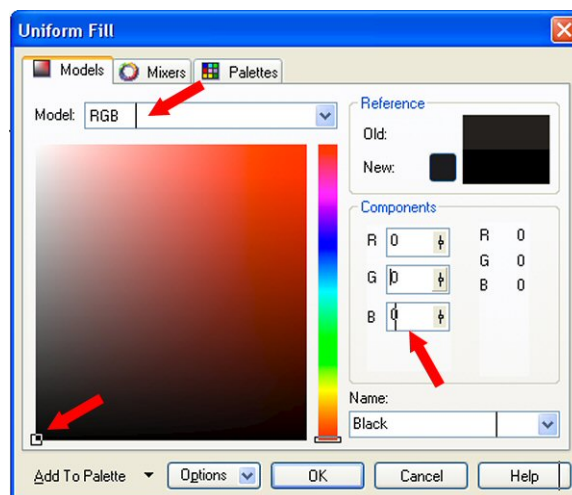 Uniform Fill
Models Mixers Palettes
Model: RGB
Reference
Old:
New:
Components
R 0 R 0
G 0 G 0
B 0 B 0
Name:
Black
Add To Palette Options OK Cancel Help